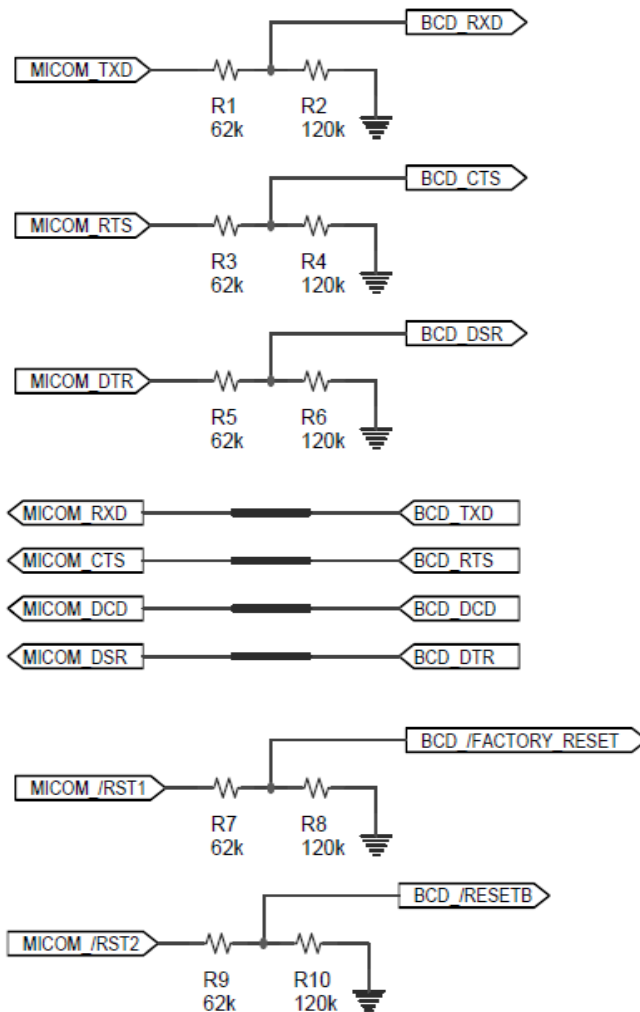 BCD_RXD
MICOM_TXD
R1 R2
62k 120k
BCD_CTS
MICOM_RTS
R3 R4
62k 120k
BCD_DSR
MICOM_DTR
R5 R6
62k 120k
MICOM_RXD BCD_TXD
MICOM_CTS BCD_RTS
MICOM_DCD BCD_DCD
MICOM_DSR BCD_DTR
BCD_/FACTORY_RESET
MICOM_/RST1
R7 R8
62k 120k
BCD_/RESETB
MICOM_/RST2
R9 R10
62k 120k